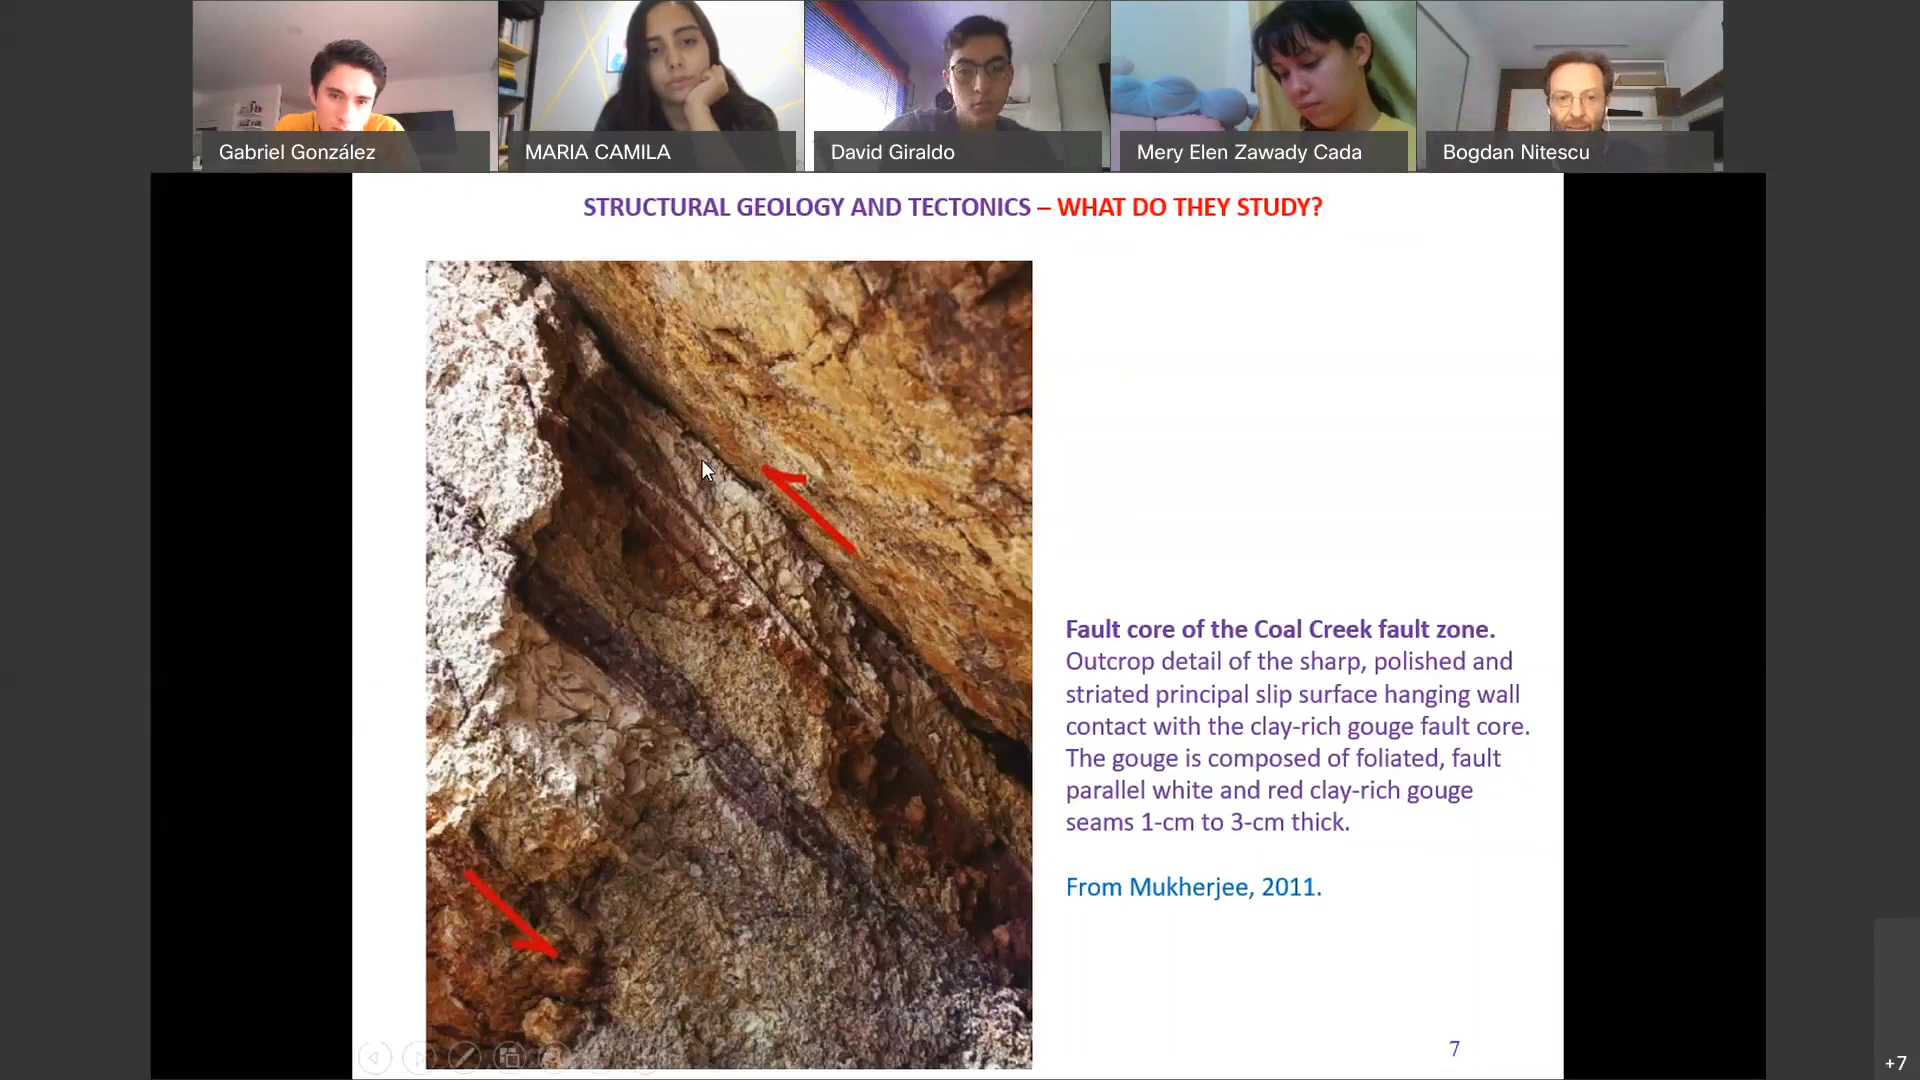 Gabriel González
MARIA CAMILA
David Giraldo
Mery Elen Zawady Cada
Bogdan Nitescu
STRUCTURAL GEOLOGY AND TECTONICS – WHAT DO THEY STUDY?
Fault core of the Coal Creek fault zone.
Outcrop detail of the sharp, polished and
striated principal slip surface hanging wall
contact with the clay-rich gouge fault core.
The gouge is composed of foliated, fault
parallel white and red clay-rich gouge
seams 1-cm to 3-cm thick.
From Mukherjee, 2011.
7
+7